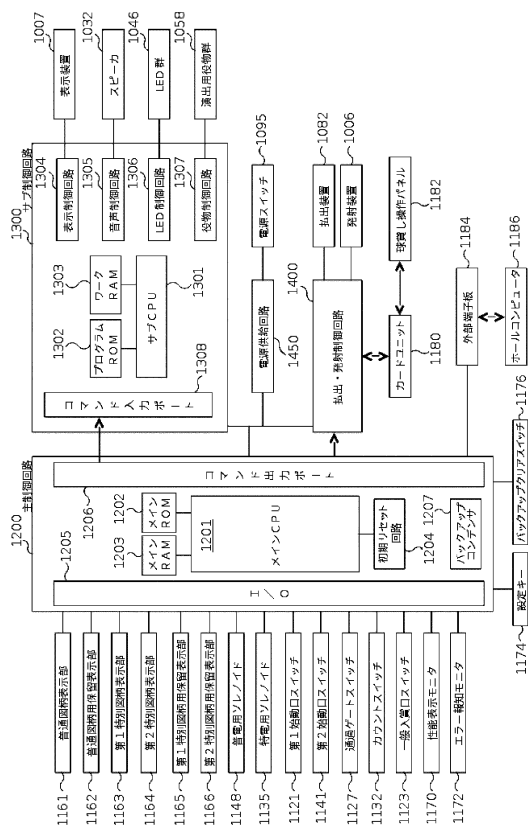 1200
主制御回路
1205
I/O
1206
コマンド出力ポート
1203
メインRAM
1202
メインROM
1201
メインCPU
初期リセット回路
1204
1207
バックアップコンデンサ
1161
普通図柄表示部
1162
普通図柄用保留表示部
1163
第1特別図柄表示部
1164
第2特別図柄表示部
1165
第1特別図柄用保留表示部
1166
第2特別図柄用保留表示部
1148
普電用ソレノイド
1135
特電用ソレノイド
1121
第1始動口スイッチ
1141
第2始動口スイッチ
1127
通過ゲートスイッチ
1132
カウントスイッチ
1123
一般入賞口スイッチ
1170
性能表示モニタ
1172
エラー報知モニタ
1174
設定キー
バックアップクリアスイッチ
1176
1300
サブ制御回路
コマンド入力ポート
1308
1302
プログラムROM
1303
ワークRAM
サブCPU
1301
1304
表示制御回路
1305
音声制御回路
1306
LED制御回路
1307
役物制御回路
表示装置
1007
スピーカ
1032
LED群
1046
演出用役物群
1058
電源供給回路
1450
電源スイッチ
1095
払出・発射制御回路
1400
払出装置
1082
発射装置
1006
カードユニット
1180
球貸し操作パネル
1182
外部端子板
1184
ホールコンピュータ
1186